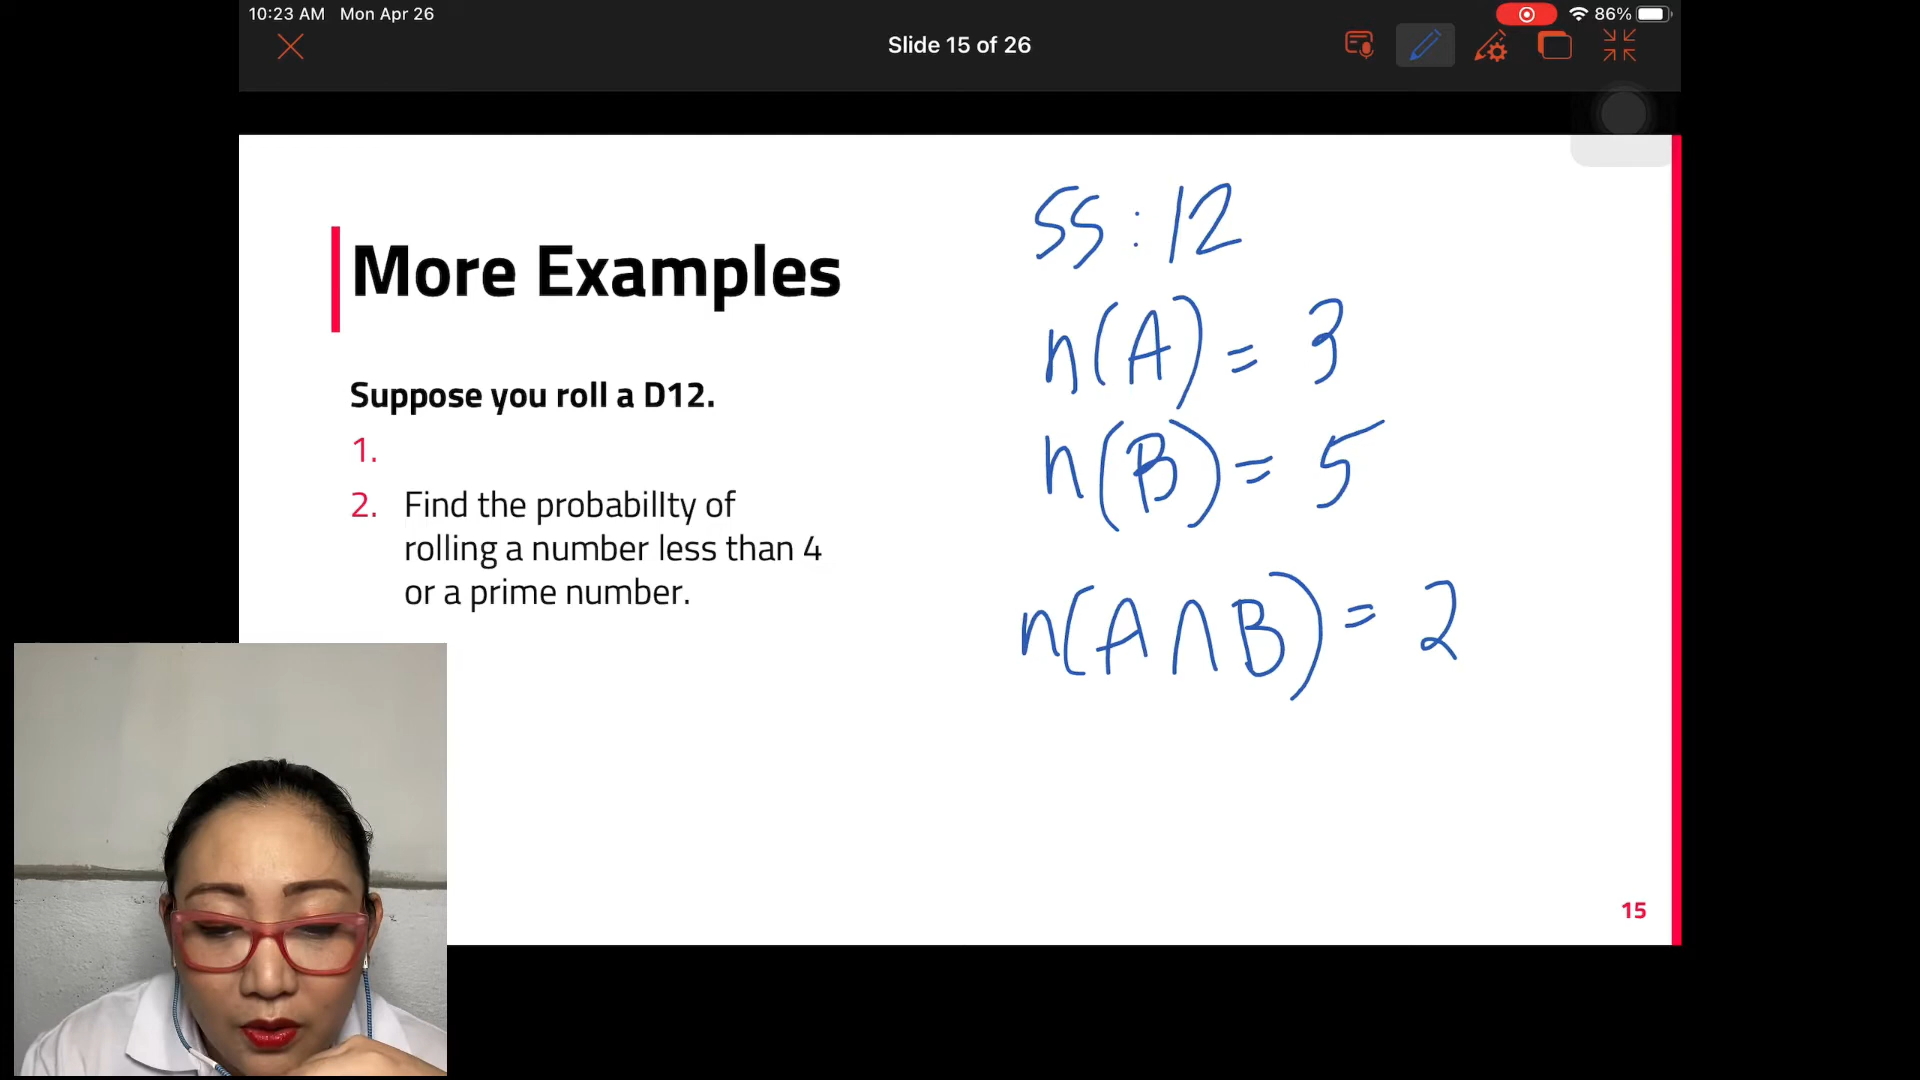 10:23 AM Mon Apr 26
86%
Slide 15 of 26
More Examples
Suppose you roll a D12.
1.
2. Find the probabilIty of
rolling a number less than 4
or a prime number.
SS : 12
n(A) = 3
n(B) = 5
n(A∩B) = 2
15